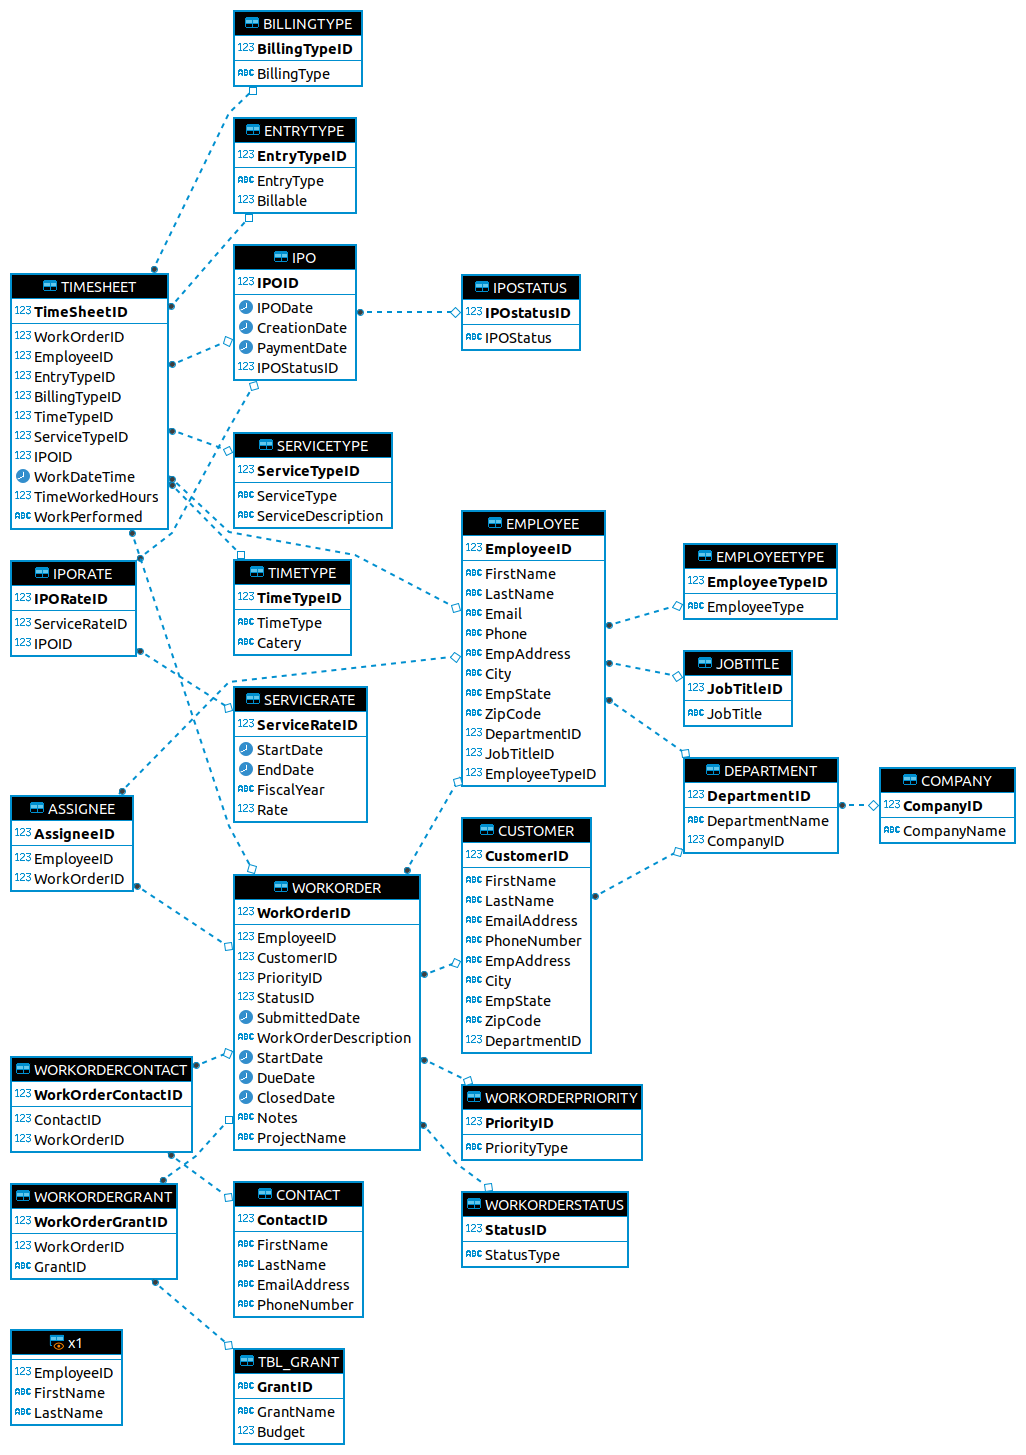 BILLINGTYPE
123 BillingTypeID
ABC BillingType
ENTRYTYPE
123 EntryTypeID
ABC EntryType
123 Billable
IPO
123 IPOID
IPODate
CreationDate
PaymentDate
123 IPOStatusID
IPOSTATUS
123 IPOstatusID
ABC IPOStatus
TIMESHEET
123 TimeSheetID
123 WorkOrderID
123 EmployeeID
123 EntryTypeID
123 BillingTypeID
123 TimeTypeID
123 ServiceTypeID
123 IPOID
WorkDateTime
123 TimeWorkedHours
ABC WorkPerformed
SERVICETYPE
123 ServiceTypeID
ABC ServiceType
ABC ServiceDescription
IPORATE
123 IPORateID
123 ServiceRateID
123 IPOID
TIMETYPE
123 TimeTypeID
ABC TimeType
ABC Catery
EMPLOYEE
123 EmployeeID
ABC FirstName
ABC LastName
ABC Email
ABC Phone
ABC EmpAddress
ABC City
ABC EmpState
ABC ZipCode
123 DepartmentID
123 JobTitleID
123 EmployeeTypeID
EMPLOYEETYPE
123 EmployeeTypeID
ABC EmployeeType
JOBTITLE
123 JobTitleID
ABC JobTitle
SERVICERATE
123 ServiceRateID
StartDate
EndDate
ABC FiscalYear
123 Rate
DEPARTMENT
123 DepartmentID
ABC DepartmentName
123 CompanyID
COMPANY
123 CompanyID
ABC CompanyName
ASSIGNEE
123 AssigneeID
123 EmployeeID
123 WorkOrderID
CUSTOMER
123 CustomerID
ABC FirstName
ABC LastName
ABC EmailAddress
ABC PhoneNumber
ABC EmpAddress
ABC City
ABC EmpState
ABC ZipCode
123 DepartmentID
WORKORDER
123 WorkOrderID
123 EmployeeID
123 CustomerID
123 PriorityID
123 StatusID
SubmittedDate
ABC WorkOrderDescription
StartDate
DueDate
ClosedDate
ABC Notes
ABC ProjectName
WORKORDERCONTACT
123 WorkOrderContactID
123 ContactID
123 WorkOrderID
WORKORDERPRIORITY
123 PriorityID
ABC PriorityType
WORKORDERGRANT
123 WorkOrderGrantID
123 WorkOrderID
ABC GrantID
CONTACT
123 ContactID
ABC FirstName
ABC LastName
ABC EmailAddress
ABC PhoneNumber
WORKORDERSTATUS
123 StatusID
ABC StatusType
x1
123 EmployeeID
ABC FirstName
ABC LastName
TBL_GRANT
ABC GrantID
ABC GrantName
123 Budget